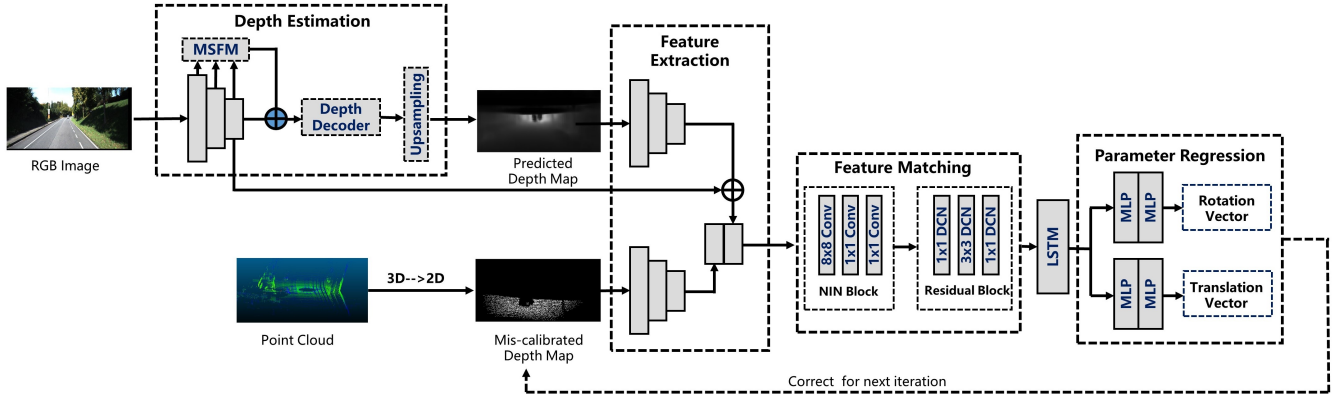 Depth Estimation
MSFM
Depth
Decoder
Upsampling
RGB Image
Predicted
Depth Map
Feature
Extraction
Point Cloud
3D-->2D
Mis-calibrated
Depth Map
Feature Matching
8x8 Conv
1x1 Conv
1x1 Conv
NIN Block
1x1 DCN
3x3 DCN
1x1 DCN
Residual Block
LSTM
Parameter Regression
MLP
MLP
Rotation
Vector
MLP
MLP
Translation
Vector
Correct for next iteration